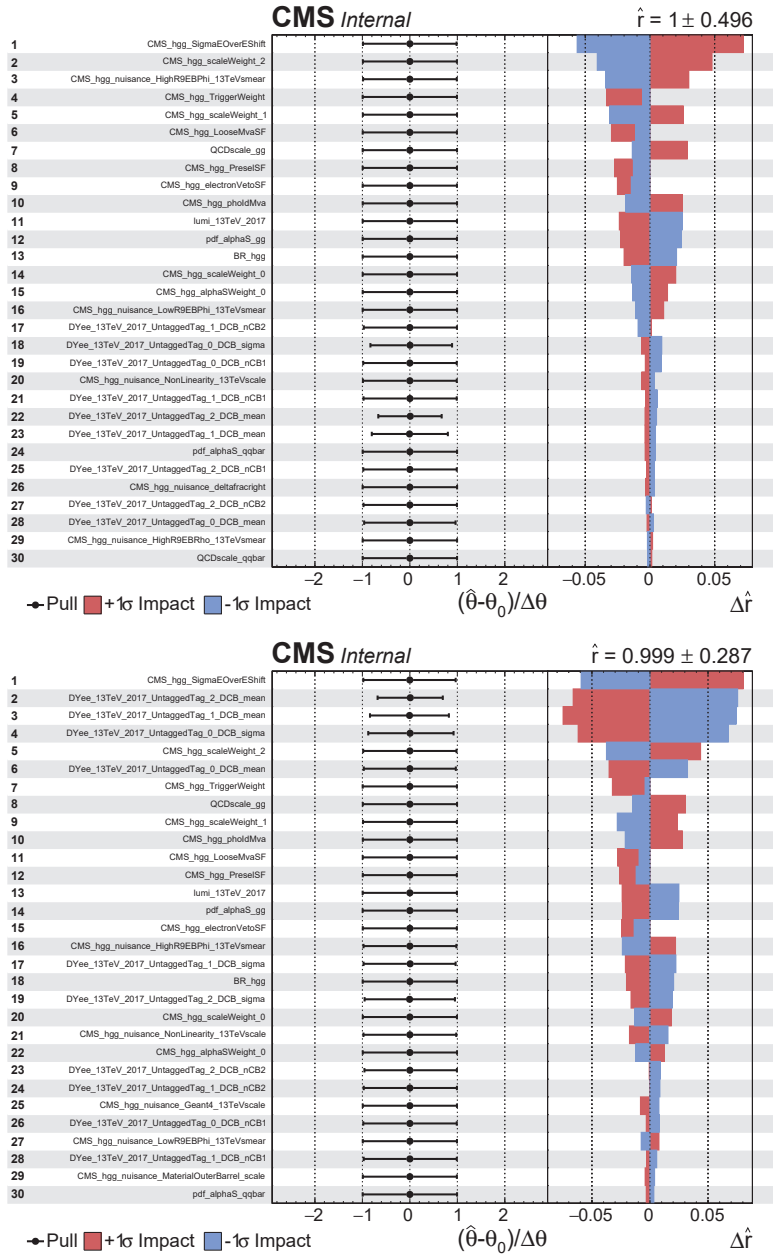 CMS Internal r̂ = 1± 0.496
1 CMS_hgg_SigmaEOverEShift
2 CMS_hgg_scaleWeight_2
3 CMS_hgg_nuisance_HighR9EBPhi_13TeVsmear
4 CMS_hgg_TriggerWeight
5 CMS_hgg_scaleWeight_1
6 CMS_hgg_LooseMvaSF
7 QCDscale_gg
8 CMS_hgg_PreselSF
9 CMS_hgg_electronVetoSF
10 CMS_hgg_phoIdMva
11 lumi_13TeV_2017
12 pdf_alphaS_gg
13 BR_hgg
14 CMS_hgg_scaleWeight_0
15 CMS_hgg_alphaSWeight_0
16 CMS_hgg_nuisance_LowR9EBPhi_13TeVsmear
17 DYee_13TeV_2017_UntaggedTag_1_DCB_nCB2
18 DYee_13TeV_2017_UntaggedTag_0_DCB_sigma
19 DYee_13TeV_2017_UntaggedTag_0_DCB_nCB1
20 CMS_hgg_nuisance_NonLinearity_13TeVscale
21 DYee_13TeV_2017_UntaggedTag_1_DCB_nCB1
22 DYee_13TeV_2017_UntaggedTag_2_DCB_mean
23 DYee_13TeV_2017_UntaggedTag_1_DCB_mean
24 pdf_alphaS_qqbar
25 DYee_13TeV_2017_UntaggedTag_2_DCB_nCB1
26 CMS_hgg_nuisance_deltafracright
27 DYee_13TeV_2017_UntaggedTag_2_DCB_nCB2
28 DYee_13TeV_2017_UntaggedTag_0_DCB_mean
29 CMS_hgg_nuisance_HighR9EBRho_13TeVsmear
30 QCDscale_qqbar
−2 −1 0 1 2 −0.05 0 0.05
Pull +1σ Impact -1σ Impact (θ̂-θ0)/Δθ Δr̂
CMS Internal r̂ = 0.999 ± 0.287
1 CMS_hgg_SigmaEOverEShift
2 DYee_13TeV_2017_UntaggedTag_2_DCB_mean
3 DYee_13TeV_2017_UntaggedTag_1_DCB_mean
4 DYee_13TeV_2017_UntaggedTag_0_DCB_sigma
5 CMS_hgg_scaleWeight_2
6 DYee_13TeV_2017_UntaggedTag_0_DCB_mean
7 CMS_hgg_TriggerWeight
8 QCDscale_gg
9 CMS_hgg_scaleWeight_1
10 CMS_hgg_phoIdMva
11 CMS_hgg_LooseMvaSF
12 CMS_hgg_PreselSF
13 lumi_13TeV_2017
14 pdf_alphaS_gg
15 CMS_hgg_electronVetoSF
16 CMS_hgg_nuisance_HighR9EBPhi_13TeVsmear
17 DYee_13TeV_2017_UntaggedTag_1_DCB_sigma
18 BR_hgg
19 DYee_13TeV_2017_UntaggedTag_2_DCB_sigma
20 CMS_hgg_scaleWeight_0
21 CMS_hgg_nuisance_NonLinearity_13TeVscale
22 CMS_hgg_alphaSWeight_0
23 DYee_13TeV_2017_UntaggedTag_2_DCB_nCB2
24 DYee_13TeV_2017_UntaggedTag_1_DCB_nCB2
25 CMS_hgg_nuisance_Geant4_13TeVscale
26 DYee_13TeV_2017_UntaggedTag_0_DCB_nCB1
27 CMS_hgg_nuisance_LowR9EBPhi_13TeVsmear
28 DYee_13TeV_2017_UntaggedTag_1_DCB_nCB1
29 CMS_hgg_nuisance_MaterialOuterBarrel_scale
30 pdf_alphaS_qqbar
−2 −1 0 1 2 −0.05 0 0.05
Pull +1σ Impact -1σ Impact (θ̂-θ0)/Δθ Δr̂